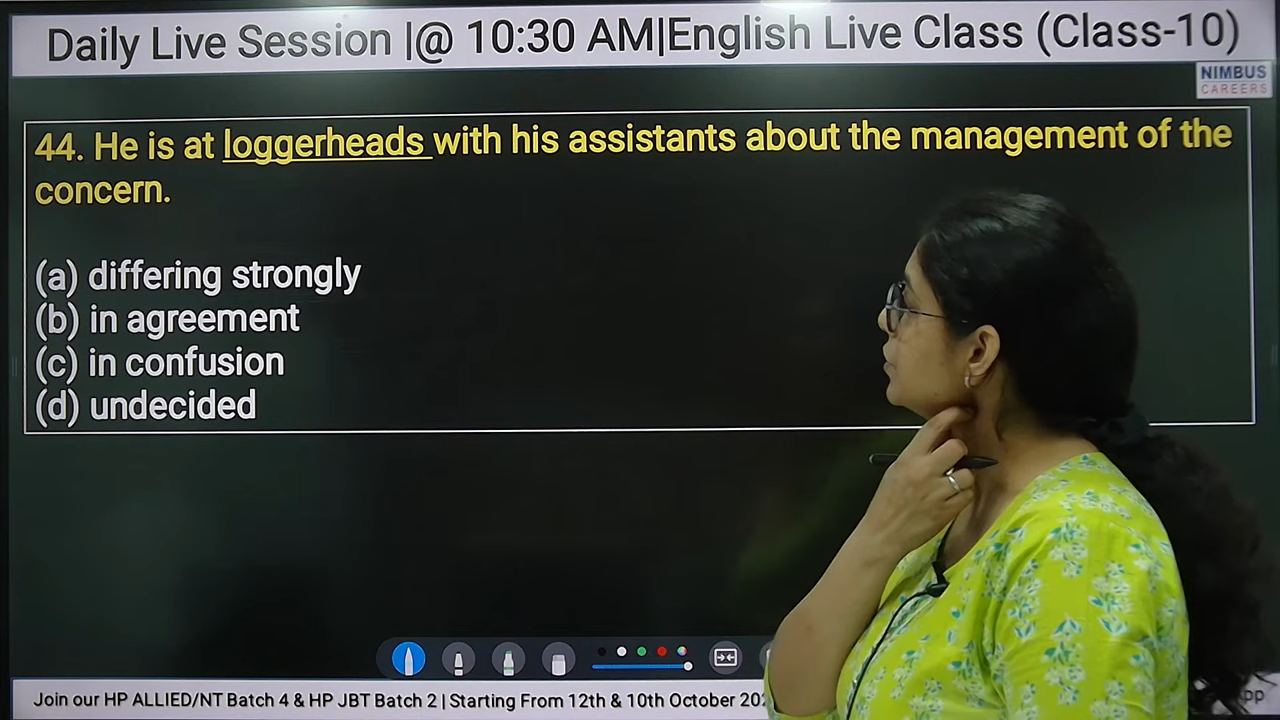 Daily Live Session |@ 10:30 AM|English Live Class (Class-10)
NIMBUS
CAREERS
44. He is at loggerheads with his assistants about the management of the
concern.
(a) differing strongly
(b) in agreement
(c) in confusion
(d) undecided
Join our HP ALLIED/NT Batch 4 & HP JBT Batch 2 | Starting From 12th & 10th October